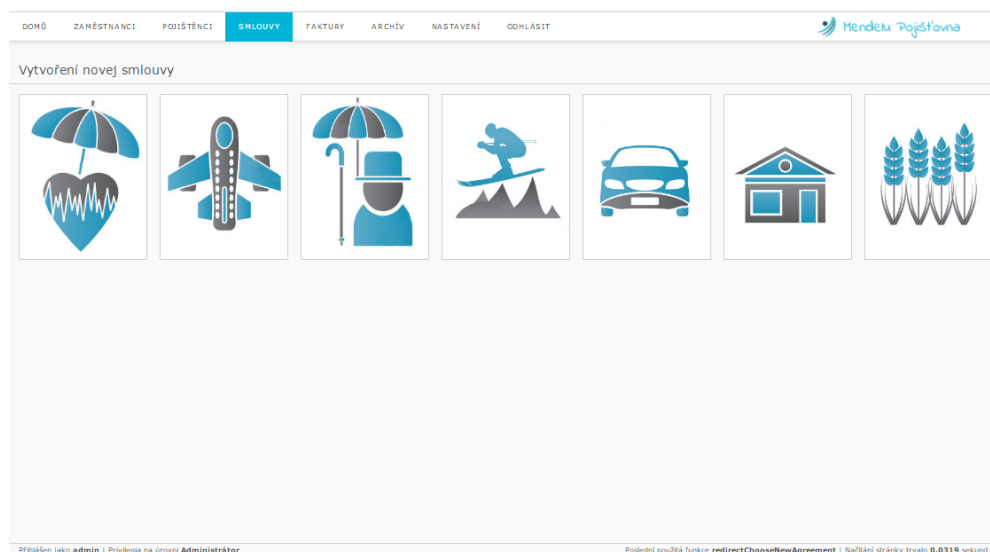 DOMŮ ZAMĚSTNANCI POJIŠTĚNCI SMLOUVY FAKTURY ARCHÍV NASTAVENÍ ODHLÁSIT Mendelu Pojišťovna
Vytvoření novej smlouvy
Přihlášen jako admin | Privilegia na úrovni Administrátor Poslední použitá funkce redirectChooseNewAgreement | Načítání stránky trvalo 0.0319 sekund